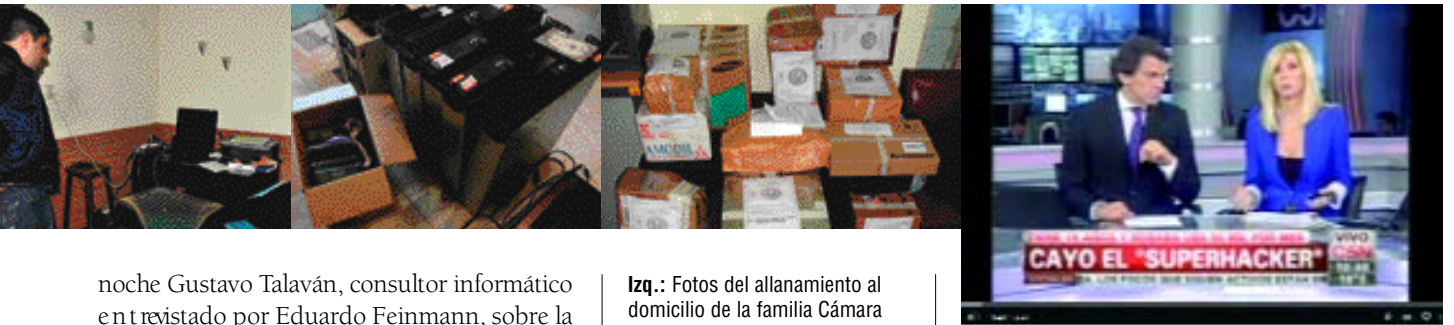 CAYO EL "SUPERHACKER"
VIVO
noche Gustavo Talaván, consultor informático
entrevistado por Eduardo Feinmann, sobre la
Izq.: Fotos del allanamiento al
domicilio de la familia Cámara